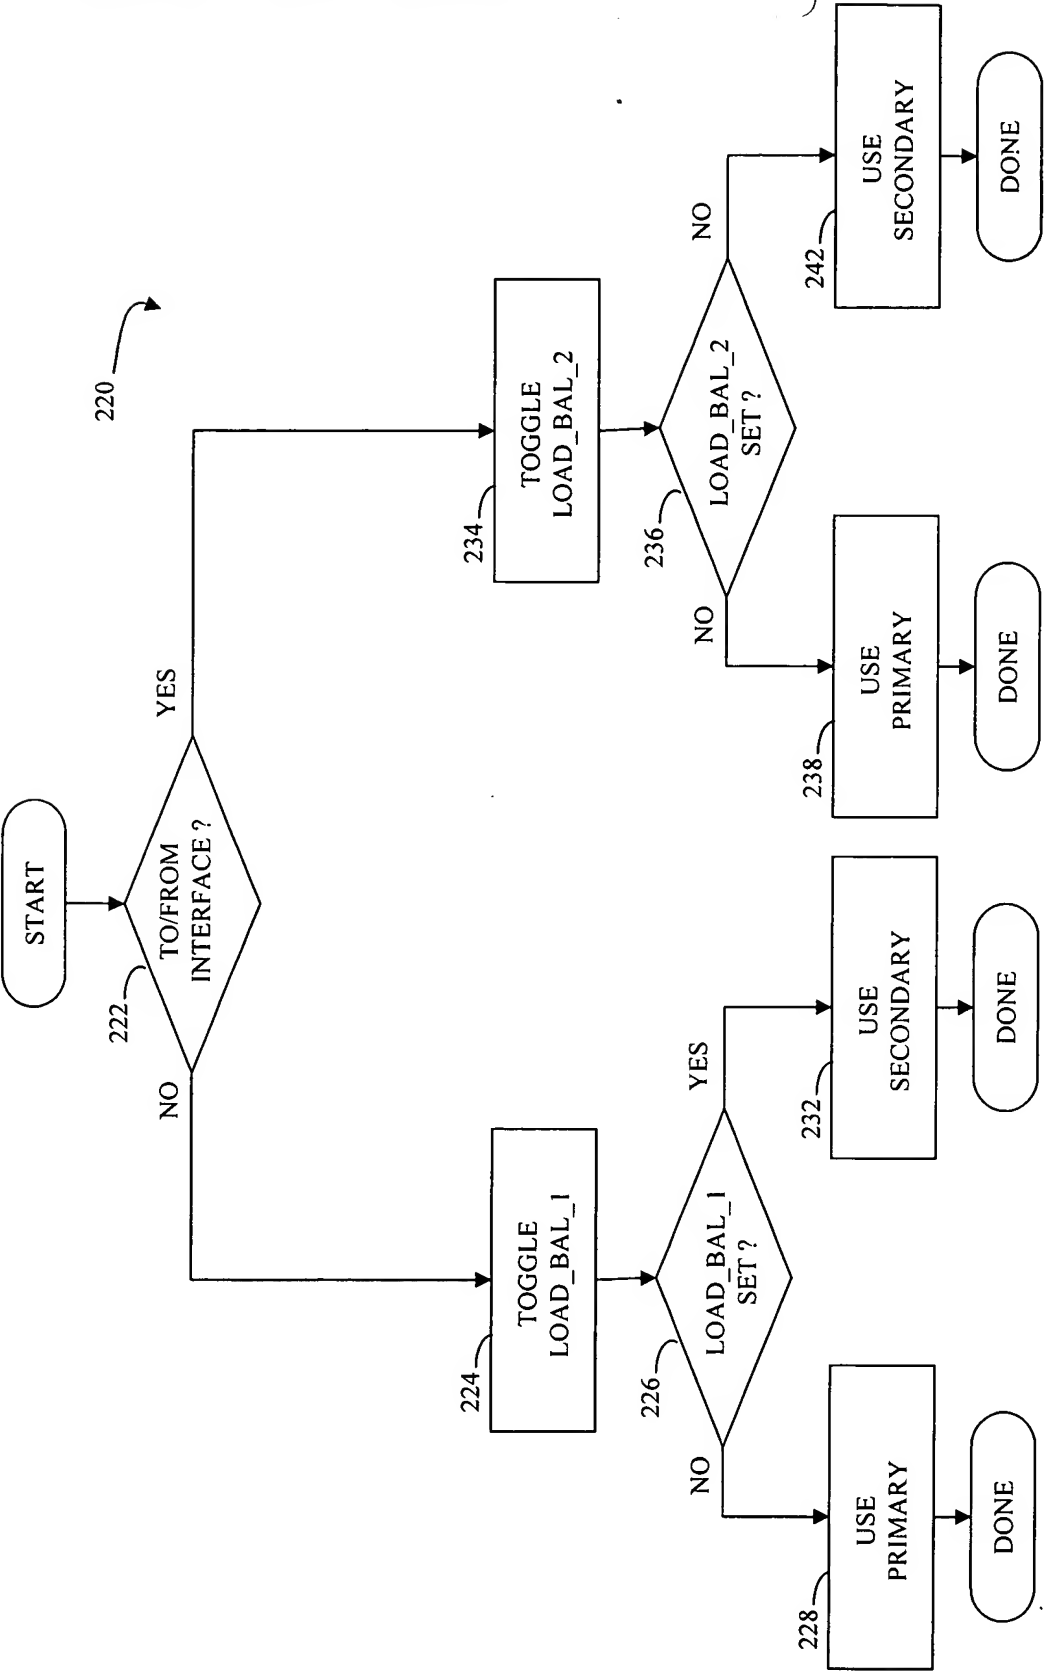 START
220
222
TO/FROM
INTERFACE ?
NO
YES
224
TOGGLE
LOAD_BAL_1
234
TOGGLE
LOAD_BAL_2
226
LOAD_BAL_1
SET ?
NO
YES
236
LOAD_BAL_2
SET ?
NO
NO
228
USE
PRIMARY
232
USE
SECONDARY
238
USE
PRIMARY
242
USE
SECONDARY
DONE
DONE
DONE
DONE